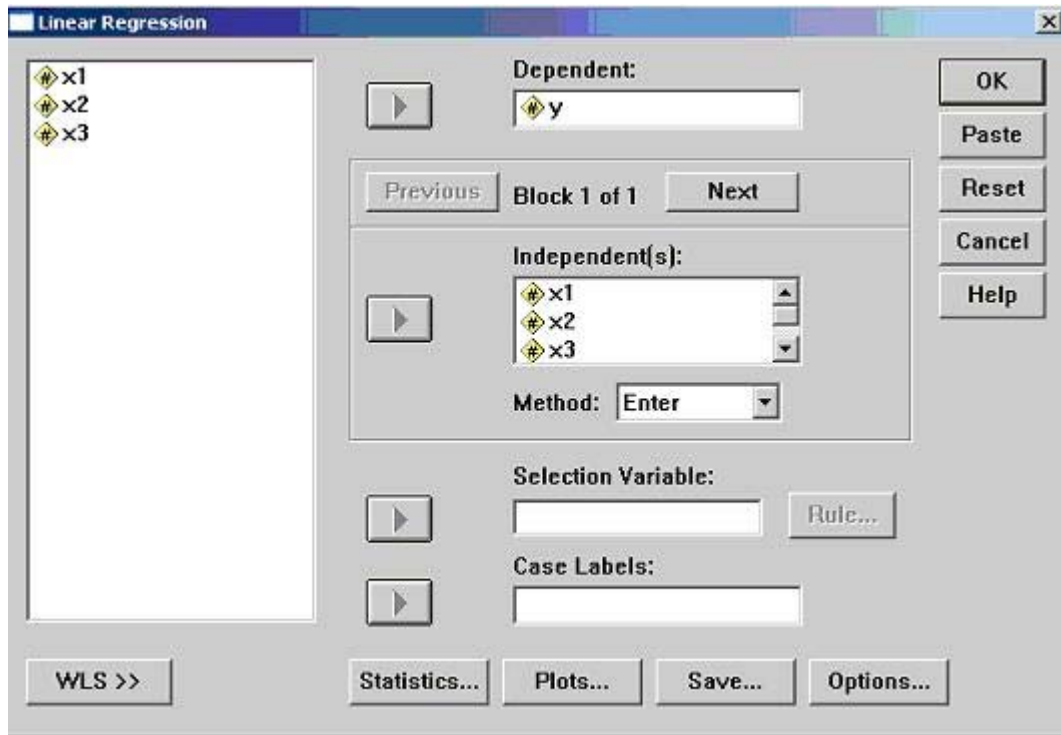 Linear Regression
x1
x2
x3
Dependent:
y
Previous Block 1 of 1 Next
Independent(s):
x1
x2
x3
Method: Enter
Selection Variable:
Rule...
Case Labels:
WLS >> Statistics... Plots... Save... Options...
OK
Paste
Reset
Cancel
Help